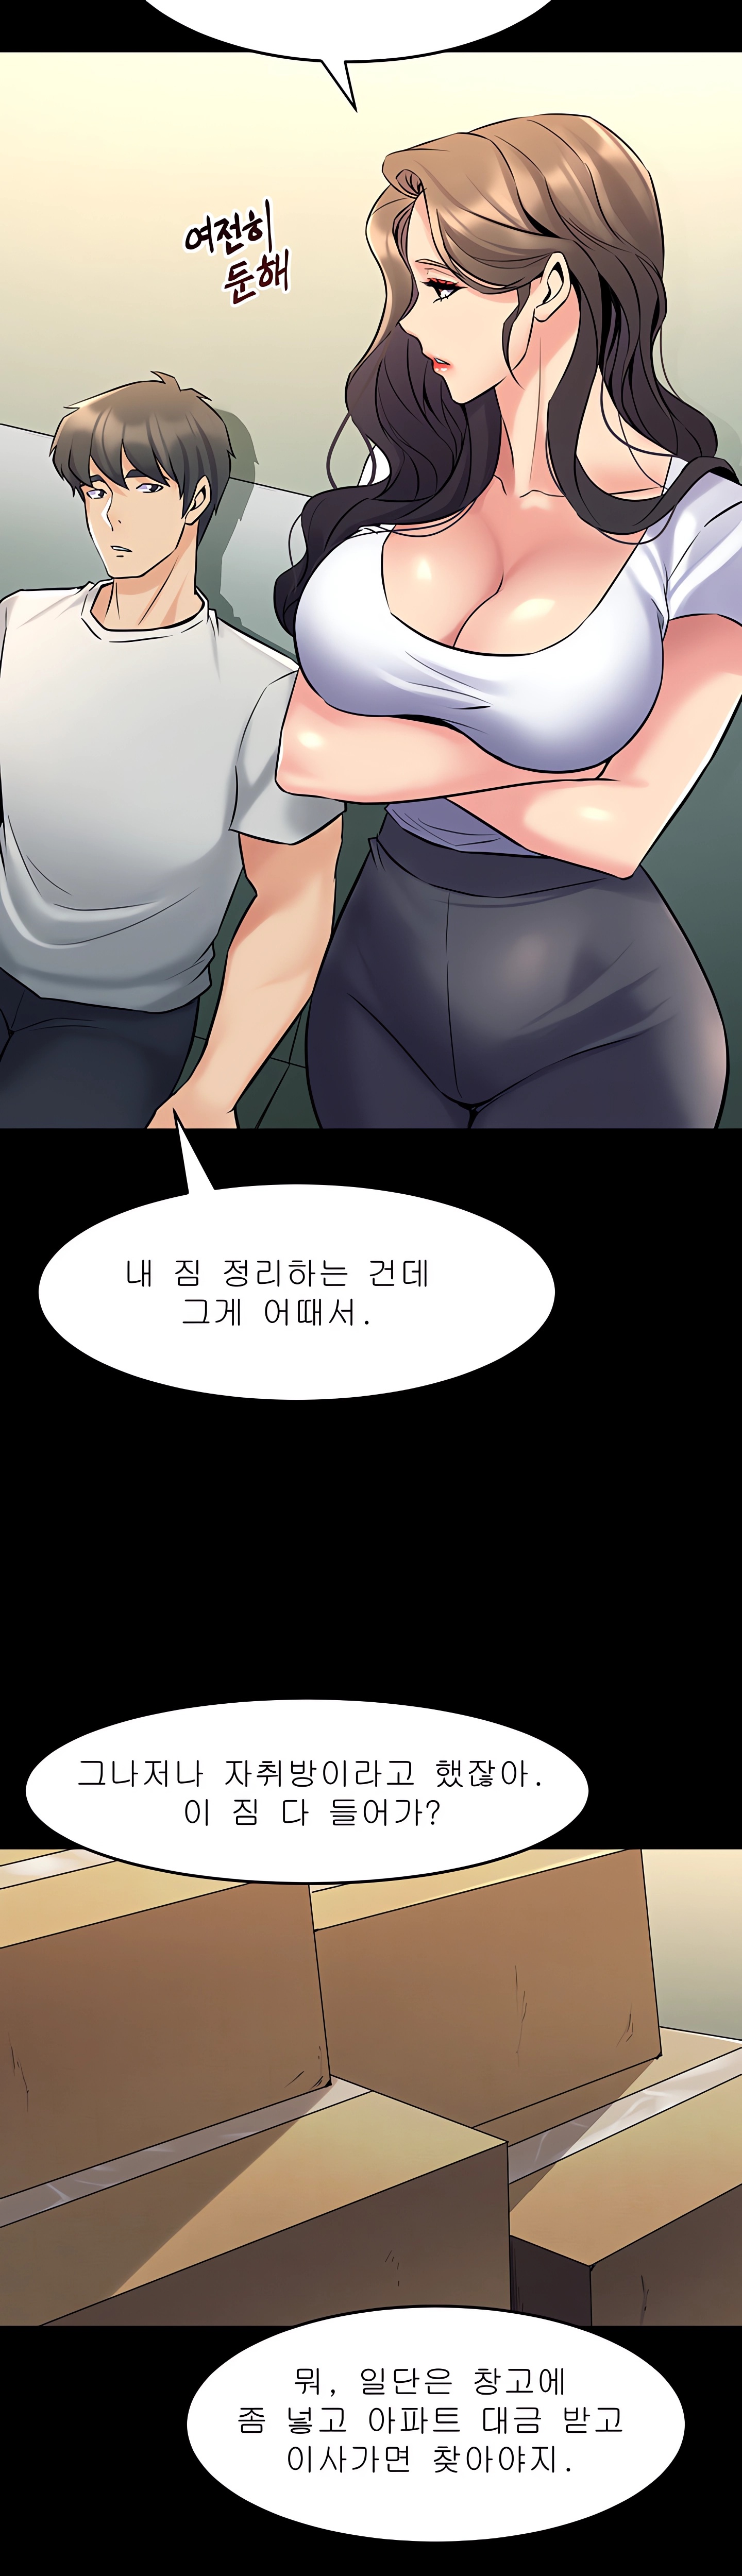 여전히
둔해
내 짐 정리하는 건데
그게 어때서.
그나저나 자취방이라고 했잖아.
이 짐 다 들어가?
뭐, 일단은 창고에
좀 넣고 아파트 대금 받고
이사가면 찾아야지.